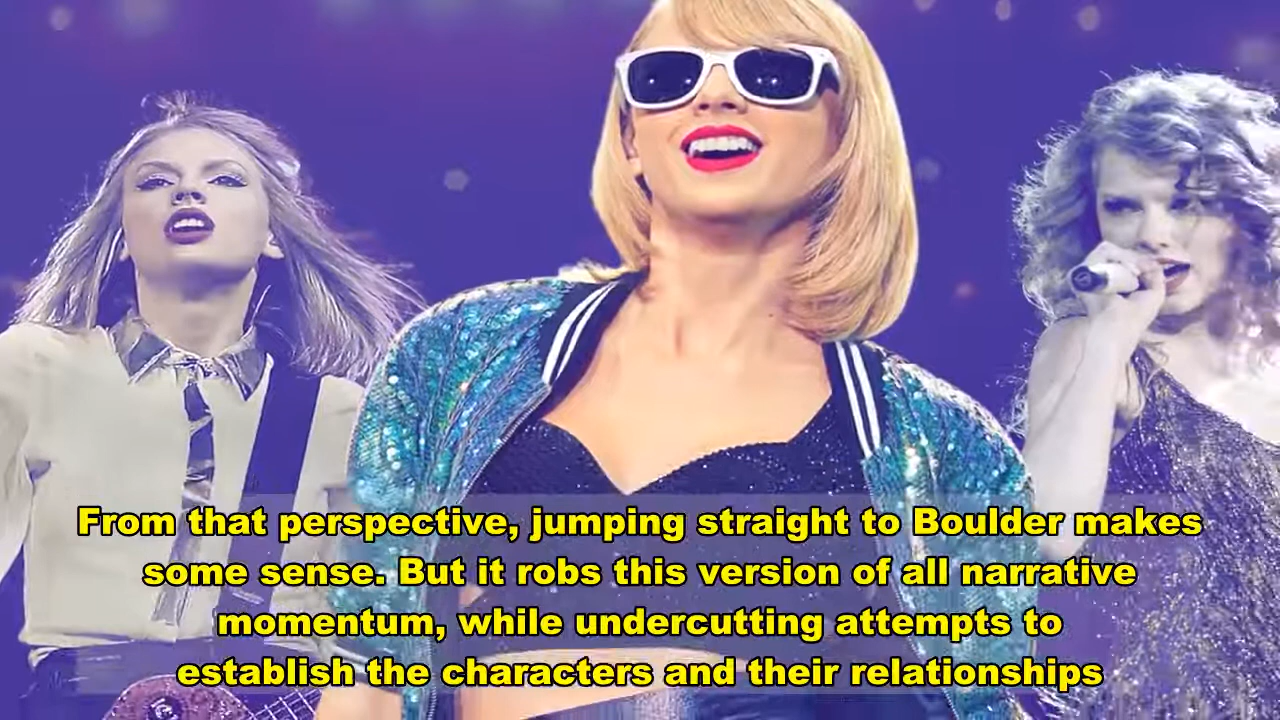 From that perspective, jumping straight to Boulder makes
some sense. But it robs this version of all narrative
momentum, while undercutting attempts to
establish the characters and their relationships